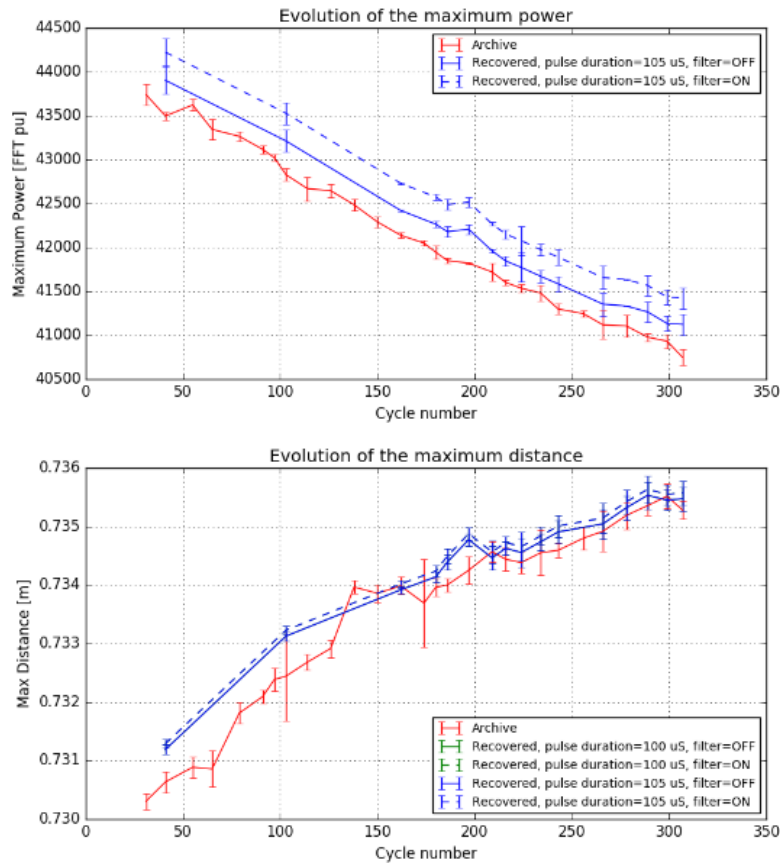 Evolution of the maximum power
44500
44000
43500
43000
42500
42000
41500
41000
40500
Maximum Power [FFT pu]
Archive
Recovered, pulse duration=105 uS, filter=OFF
Recovered, pulse duration=105 uS, filter=ON
0 50 100 150 200 250 300 350
Cycle number
Evolution of the maximum distance
0.736
0.735
0.734
0.733
0.732
0.731
0.730
Max Distance [m]
Archive
Recovered, pulse duration=100 uS, filter=OFF
Recovered, pulse duration=100 uS, filter=ON
Recovered, pulse duration=105 uS, filter=OFF
Recovered, pulse duration=105 uS, filter=ON
0 50 100 150 200 250 300 350
Cycle number